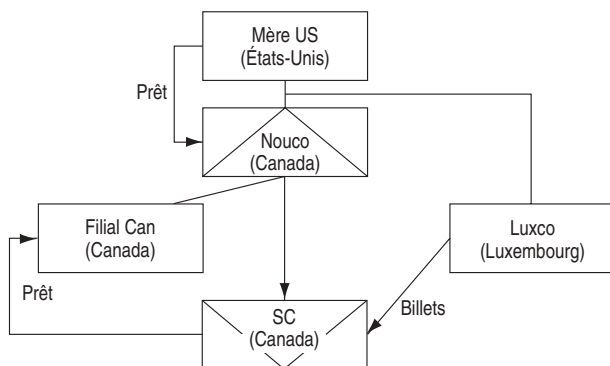 Mère US
(États-Unis)
Prêt
Nouco
(Canada)
Filial Can
(Canada)
Luxco
(Luxembourg)
Prêt
Billets
SC
(Canada)